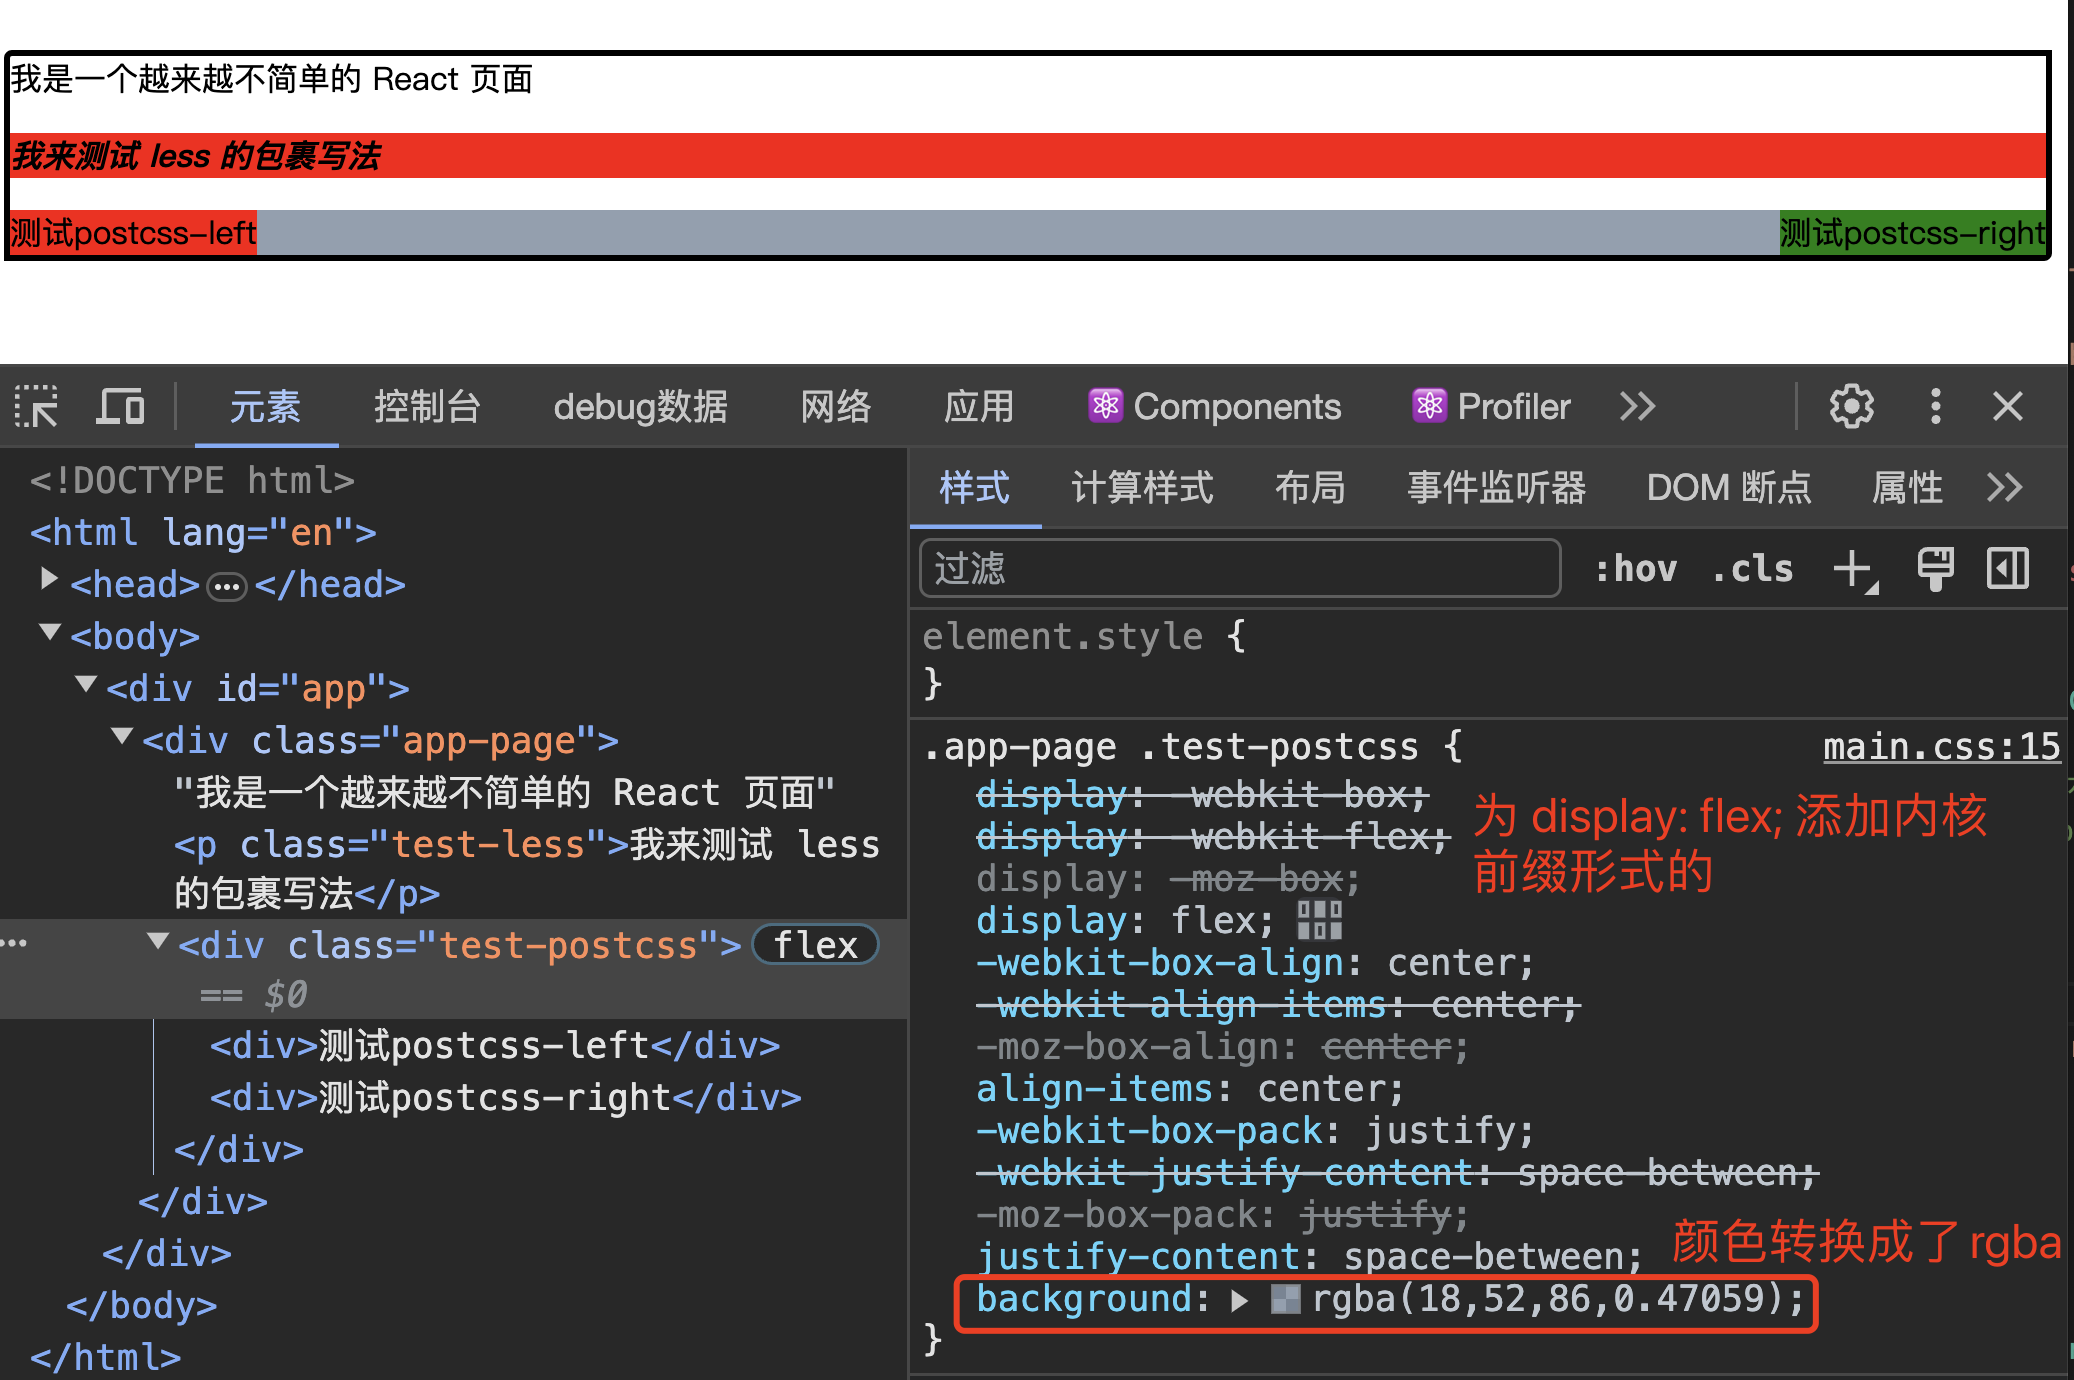 我是一个越来越不简单的 React 页面
我来测试 less 的包裹写法
测试postcss-left
测试postcss-right
元素
控制台
debug数据
网络
应用
Components
Profiler
<!DOCTYPE html>
<html lang="en">
<head>…</head>
<body>
<div id="app">
<div class="app-page">
"我是一个越来越不简单的 React 页面"
<p class="test-less">我来测试 less
的包裹写法</p>
<div class="test-postcss"> flex
== $0
<div>测试postcss-left</div>
<div>测试postcss-right</div>
</div>
</div>
</div>
</body>
</html>
样式
计算样式
布局
事件监听器
DOM 断点
属性
过滤
:hov
.cls
element.style {
}
.app-page .test-postcss {
main.css:15
display: -webkit-box;
display: -webkit-flex;
display: -moz-box;
display: flex;
-webkit-box-align: center;
-webkit-align-items: center;
-moz-box-align: center;
align-items: center;
-webkit-box-pack: justify;
-webkit-justify-content: space-between;
-moz-box-pack: justify;
justify-content: space-between;
background: rgba(18,52,86,0.47059);
}
为 display: flex; 添加内核
前缀形式的
颜色转换成了 rgba